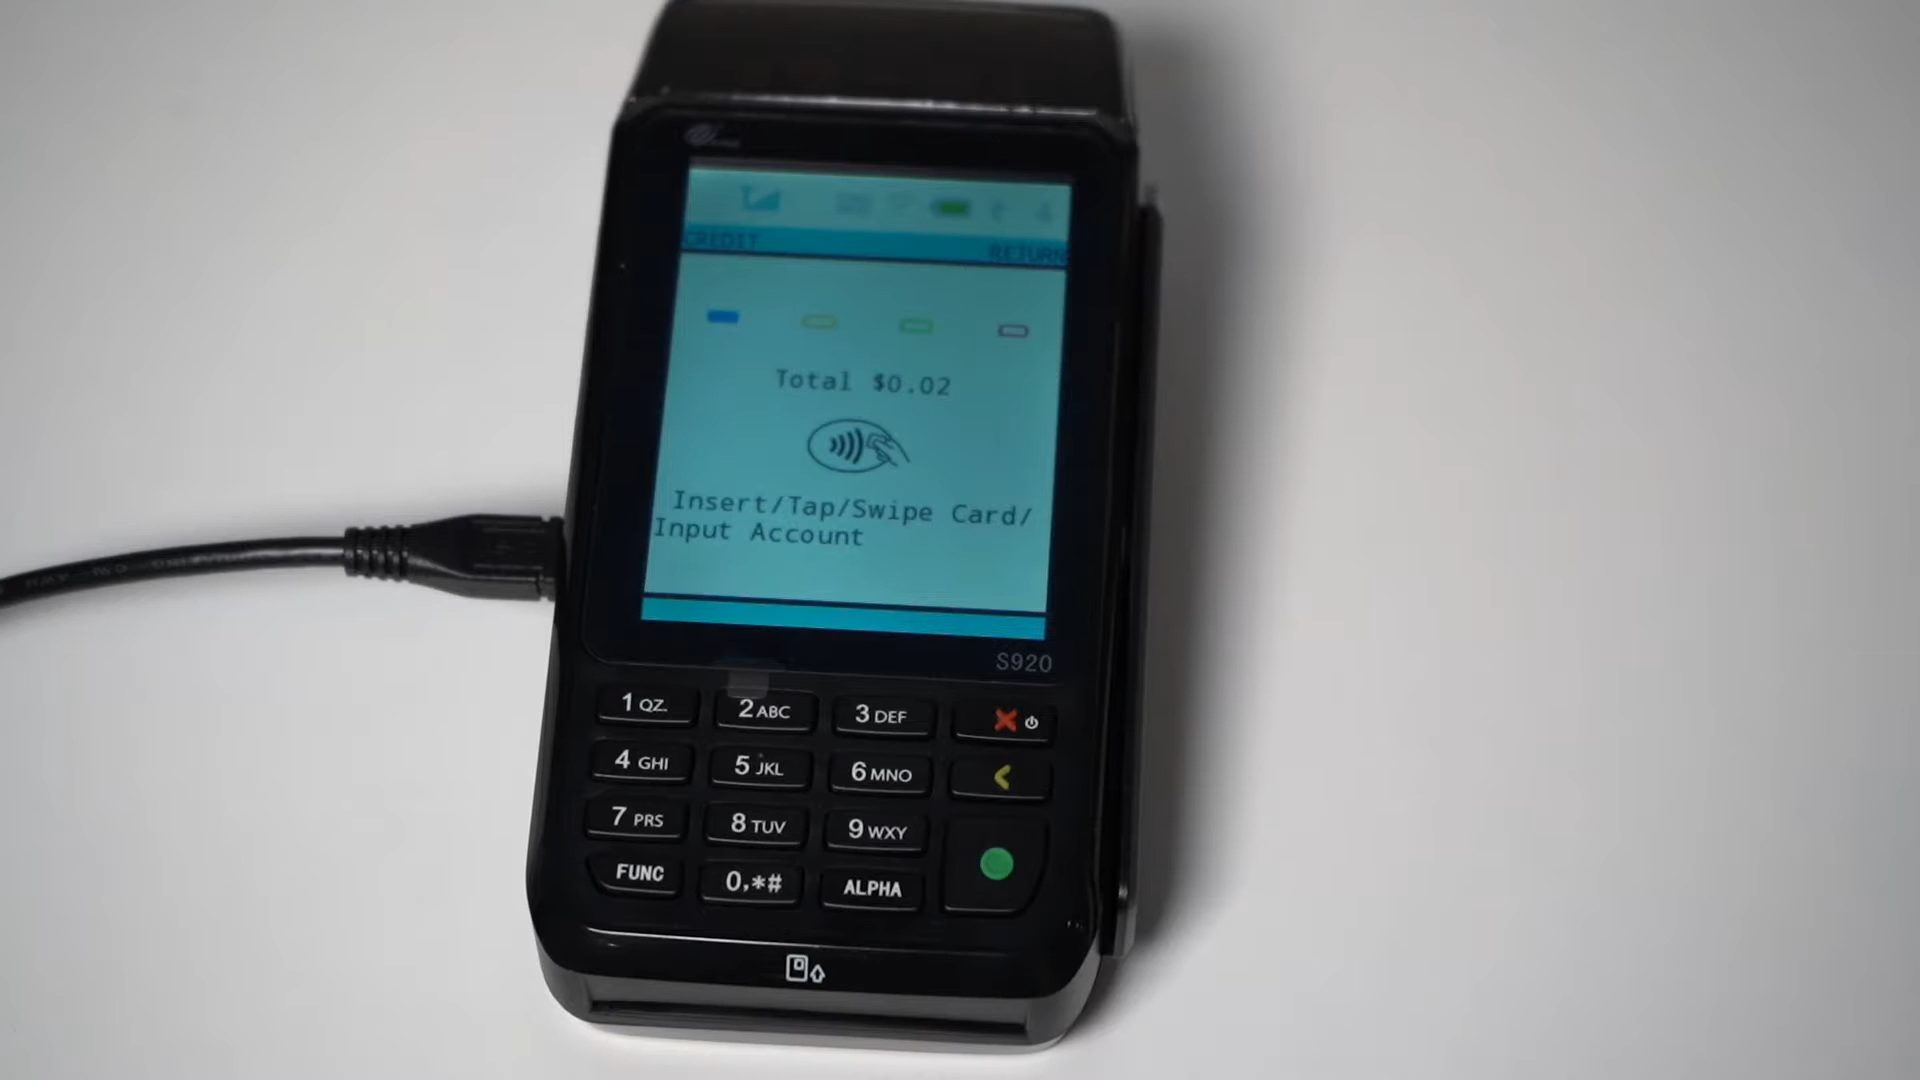 CREDIT RETURN
Total $0.02
Insert/Tap/Swipe Card/
Input Account
S920
1 QZ. 2 ABC 3 DEF
4 GHI 5 JKL 6 MNO
7 PRS 8 TUV 9 WXY
FUNC 0,*# ALPHA